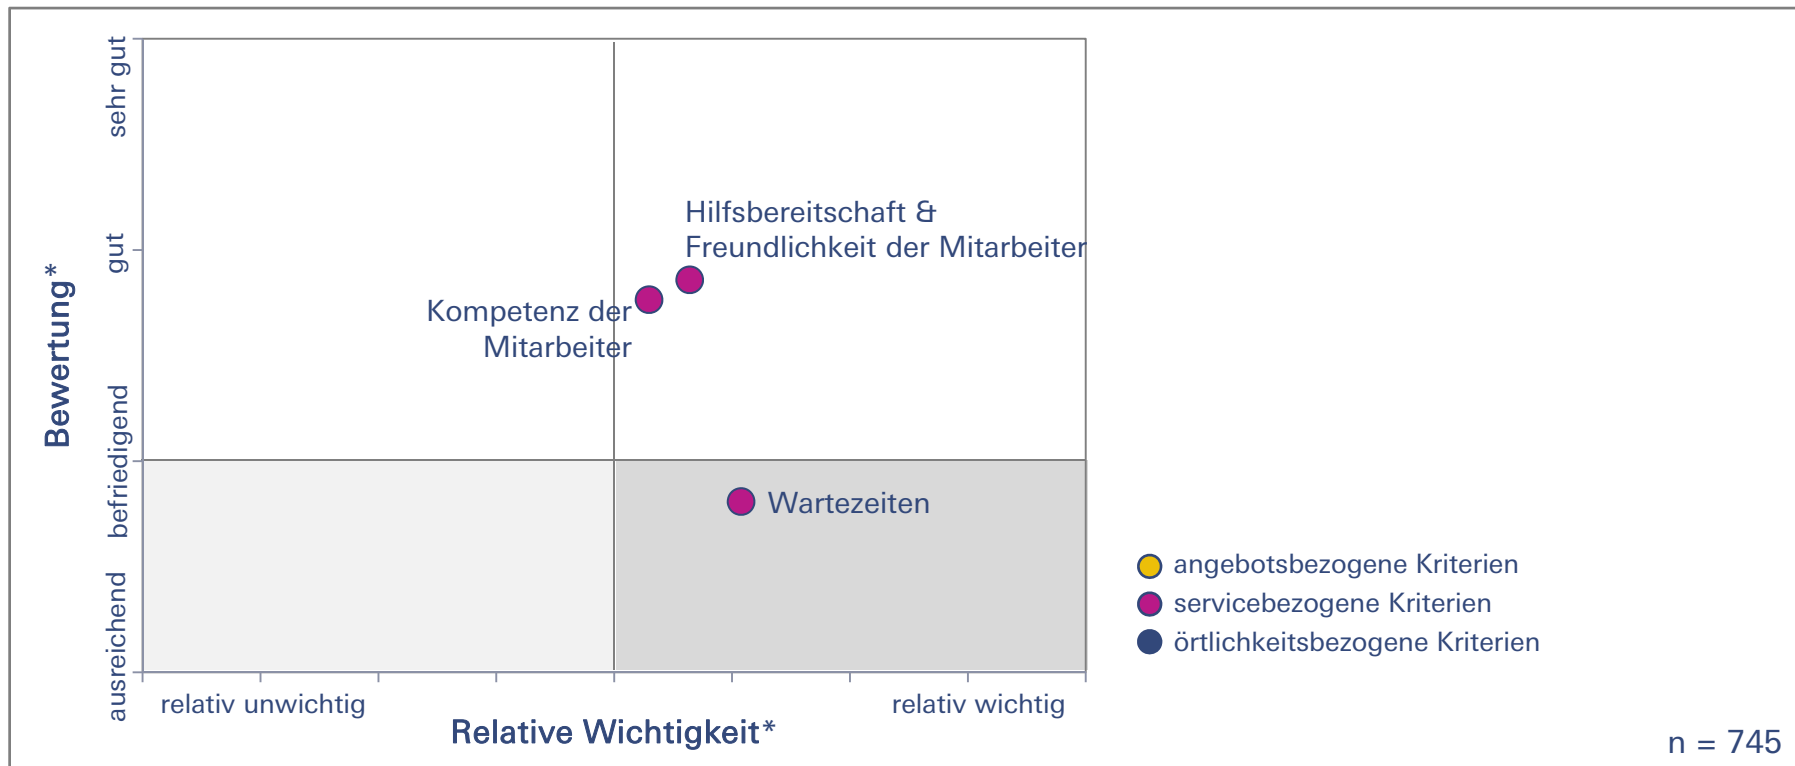 sehr gut
gut
befriedigend
ausreichend
Bewertung*
Hilfsbereitschaft &
Freundlichkeit der Mitarbeiter
Kompetenz der
Mitarbeiter
Wartezeiten
relativ unwichtig
relativ wichtig
Relative Wichtigkeit*
angebotsbezogene Kriterien
servicebezogene Kriterien
örtlichkeitsbezogene Kriterien
n = 745